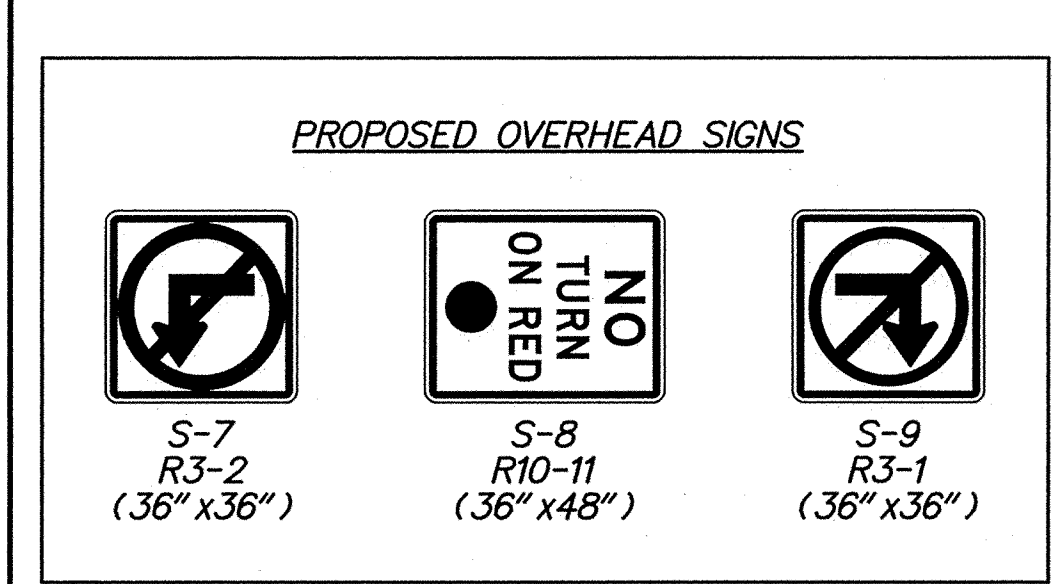 PROPOSED OVERHEAD SIGNS
NO
TURN
ON RED
S-7
R3-2
(36"x36")
S-8
R10-11
(36"x48")
S-9
R3-1
(36"x36")